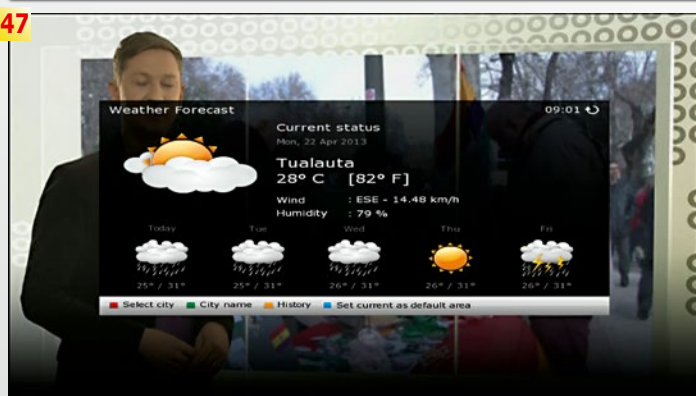 47
Weather Forecast
09:01
Current status
Mon, 22 Apr 2013
Tualauta
28° C [82° F]
Wind : ESE - 14.48 km/h
Humidity : 79 %
Today Tue Wed Thu Fri
25° / 31° 25° / 31° 26° / 31° 26° / 31° 26° / 31°
Select city City name History Set current as default area